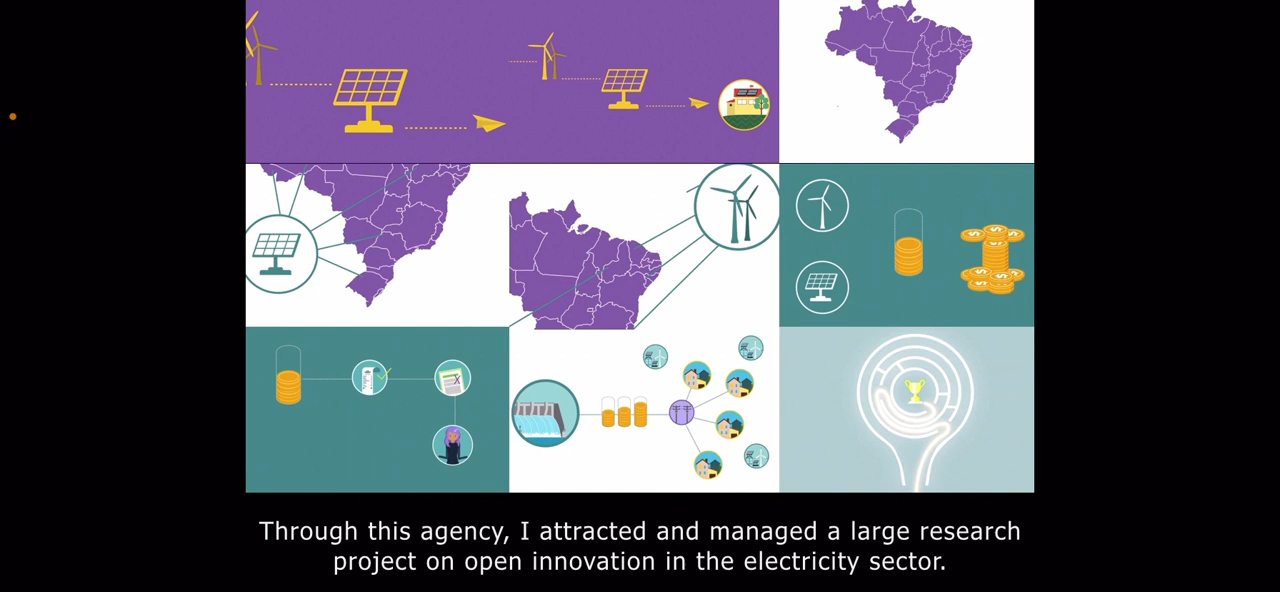 Through this agency, I attracted and managed a large research
project on open innovation in the electricity sector.